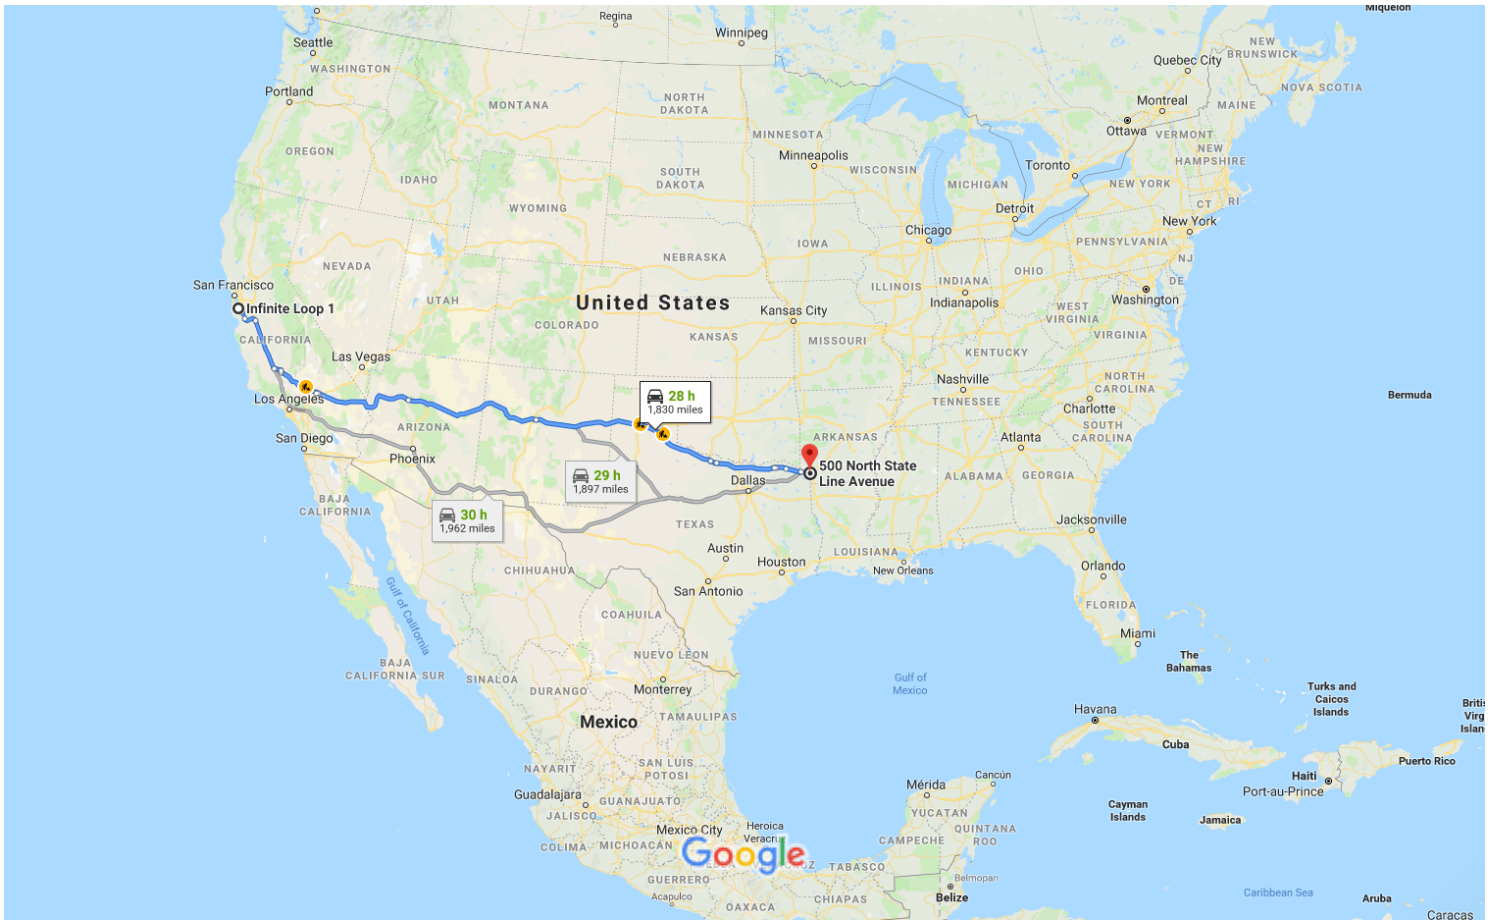 Miquelon
Regina
Winnipeg
Seattle
WASHINGTON
NEW
BRUNSWICK
Quebec City
NOVA SCOTIA
Portland
MONTANA
NORTH
DAKOTA
Montreal
MAINE
Ottawa
VERMONT
MINNESOTA
OREGON
Minneapolis
WISCONSIN
NEW
HAMPSHIRE
Toronto
IDAHO
SOUTH
DAKOTA
MICHIGAN
NEW YORK
WYOMING
Detroit
CT
RI
New York
Chicago
IOWA
PENNSYLVANIA
NEVADA
NEBRASKA
NJ
OHIO
San Francisco
ILLINOIS
INDIANA
DE
UTAH
Indianapolis
Washington
Infinite Loop 1
United States
Kansas City
WEST
VIRGINIA
COLORADO
CALIFORNIA
KANSAS
MISSOURI
VIRGINIA
Las Vegas
KENTUCKY
NORTH
CAROLINA
Nashville
TENNESSEE
28 h
1,830 miles
Bermuda
Los Angeles
Charlotte
ARIZONA
SOUTH
CAROLINA
San Diego
ARKANSAS
Atlanta
Phoenix
500 North State
Line Avenue
29 h
1,897 miles
Dallas
ALABAMA
GEORGIA
BAJA
CALIFORNIA
30 h
1,962 miles
TEXAS
Jacksonville
Austin
LOUISIANA
Houston
New Orleans
CHIHUAHUA
Orlando
San Antonio
Gulf of California
COAHUILA
FLORIDA
Miami
NUEVO LEON
The
Bahamas
BAJA
CALIFORNIA SUR
SINALOA
DURANGO
Monterrey
Gulf of
Mexico
Turks and
Caicos
Islands
Mexico
TAMAULIPAS
Havana
Cuba
Puerto Rico
NAYARIT
SAN LUIS
POTOSI
Cancún
Haiti
Mérida
Port-au-Prince
Guadalajara
GUANAJUATO
JALISCO
YUCATAN
Cayman
Islands
Jamaica
Mexico City
Heroica
QUINTANA
ROO
COLIMA
MICHOACÁN
CAMPECHE
Google
TABASCO
GUERRERO
Belmopan
Acapulco
Belize
Caribbean Sea
Aruba
OAXACA
CHIAPAS
Caracas